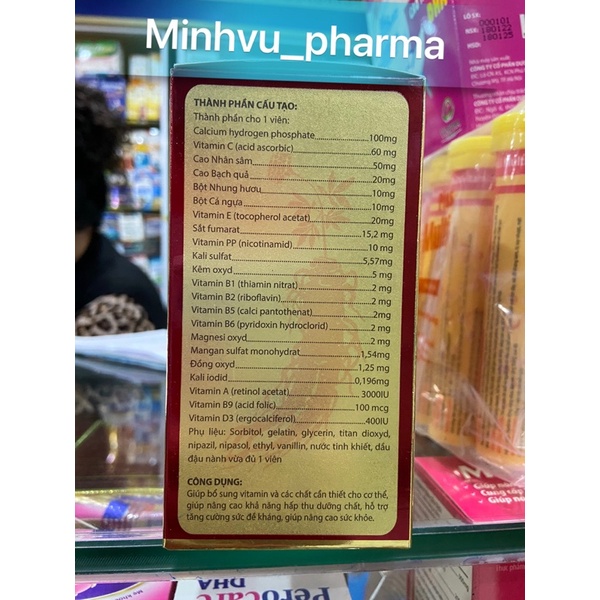 Minhvu_pharma
000101
180122
180125
THÀNH PHẦN CẤU TẠO:
Thành phần cho 1 viên:
Calcium hydrogen phosphate 100mg
Vitamin C (acid ascorbic) 60 mg
Cao Nhân sâm 50mg
Cao Bạch quả 20mg
Bột Nhung hươu 10mg
Bột Cá ngựa 10mg
Vitamin E (tocopherol acetat) 20mg
Sắt fumarat 15,2 mg
Vitamin PP (nicotinamid) 10 mg
Kali sulfat 5,57mg
Kẽm oxyd 5 mg
Vitamin B1 (thiamin nitrat) 2 mg
Vitamin B2 (riboflavin) 2 mg
Vitamin B5 (calci pantothenat) 2mg
Vitamin B6 (pyridoxin hydroclorid) 2 mg
Magnesi oxyd 2 mg
Mangan sulfat monohydrat 1,54mg
Đồng oxyd 1,25 mg
Kali iodid 0,196mg
Vitamin A (retinol acetat) 3000IU
Vitamin B9 (acid folic) 100 mcg
Vitamin D3 (ergocalciferol) 400IU
Phụ liệu: Sorbitol, gelatin, glycerin, titan dioxyd,
nipazil, nipasol, ethyl, vanillin, nước tinh khiết, dầu
đậu nành vừa đủ 1 viên
CÔNG DỤNG:
Giúp bổ sung vitamin và các chất cần thiết cho cơ thể,
giúp nâng cao khả năng hấp thu dưỡng chất, hỗ trợ
tăng cường sức đề kháng, giúp nâng cao sức khỏe.
DHA